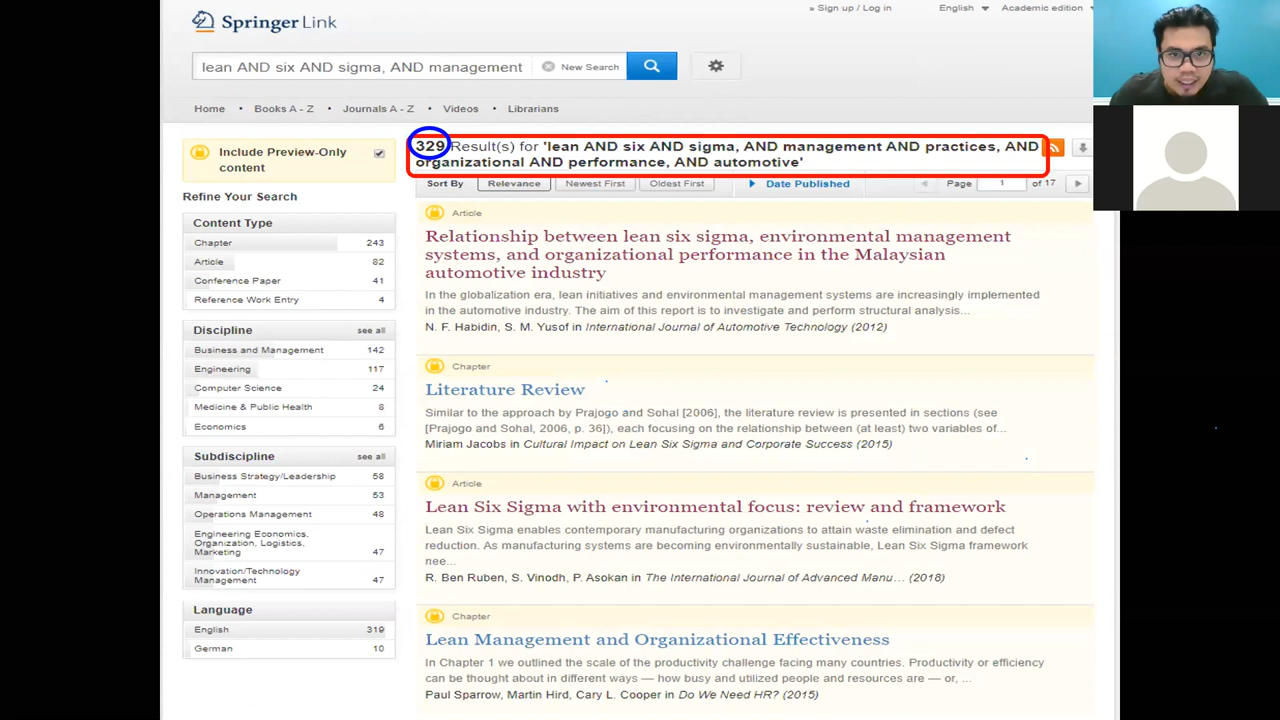 Springer Link
» Sign up / Log in English Academic edition
lean AND six AND sigma, AND management New Search
Home • Books A - Z • Journals A - Z • Videos • Librarians
Include Preview-Only
content
Refine Your Search
Content Type
Chapter 243
Article 82
Conference Paper 41
Reference Work Entry 4
Discipline see all
Business and Management 142
Engineering 117
Computer Science 24
Medicine & Public Health 8
Economics 6
Subdiscipline see all
Business Strategy/Leadership 58
Management 53
Operations Management 48
Engineering Economics,
Organization, Logistics,
Marketing 47
Innovation/Technology
Management 47
Language
English 319
German 10
329 Result(s) for 'lean AND six AND sigma, AND management AND practices, AND
organizational AND performance, AND automotive'
Sort By Relevance Newest First Oldest First Date Published Page 1 of 17
Article
Relationship between lean six sigma, environmental management
systems, and organizational performance in the Malaysian
automotive industry
In the globalization era, lean initiatives and environmental management systems are increasingly implemented
in the automotive industry. The aim of this report is to investigate and perform structural analysis...
N. F. Habidin, S. M. Yusof in International Journal of Automotive Technology (2012)
Chapter
Literature Review
Similar to the approach by Prajogo and Sohal [2006], the literature review is presented in sections (see
[Prajogo and Sohal, 2006, p. 36]), each focusing on the relationship between (at least) two variables of...
Miriam Jacobs in Cultural Impact on Lean Six Sigma and Corporate Success (2015)
Article
Lean Six Sigma with environmental focus: review and framework
Lean Six Sigma enables contemporary manufacturing organizations to attain waste elimination and defect
reduction. As manufacturing systems are becoming environmentally sustainable, Lean Six Sigma framework
nee...
R. Ben Ruben, S. Vinodh, P. Asokan in The International Journal of Advanced Manu... (2018)
Chapter
Lean Management and Organizational Effectiveness
In Chapter 1 we outlined the scale of the productivity challenge facing many countries. Productivity or efficiency
can be thought about in different ways — how busy and utilized people and resources are — or, ...
Paul Sparrow, Martin Hird, Cary L. Cooper in Do We Need HR? (2015)